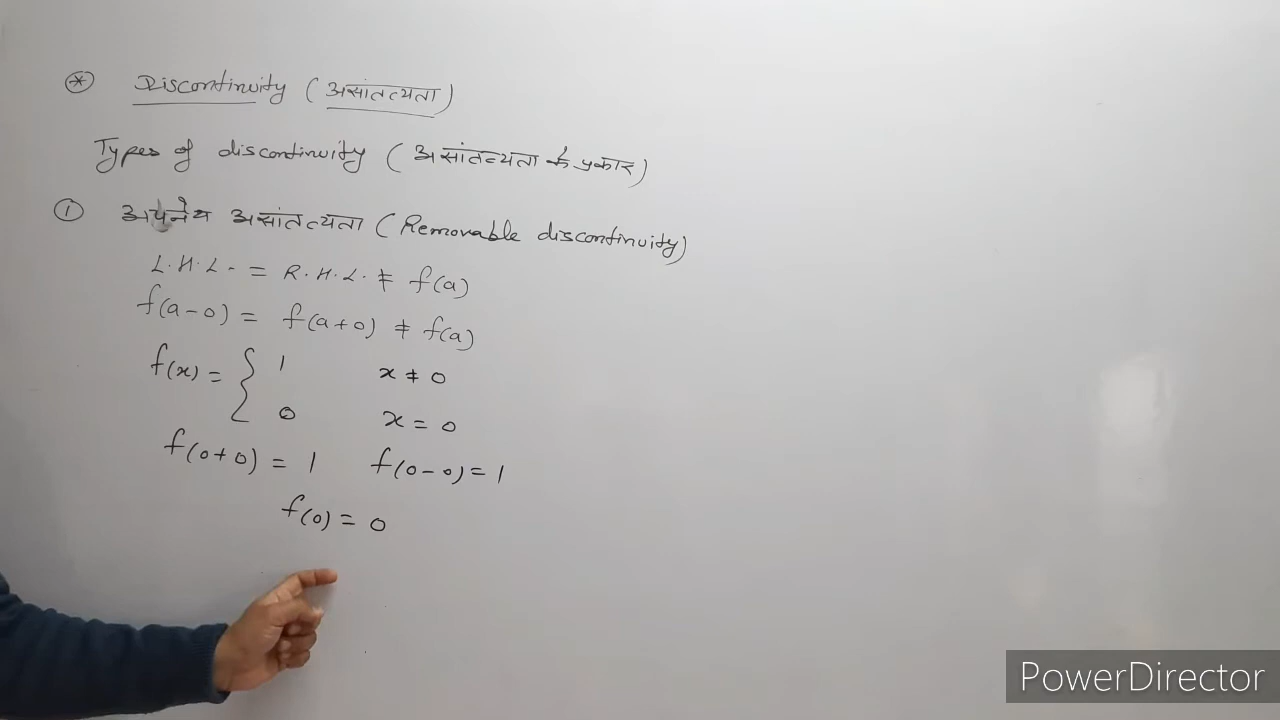 * Discontinuity (असांतत्यता)
Types of discontinuity (असांतत्यता के प्रकार)
① अपनेय असांतत्यता (Removable discontinuity)
L.H.L. = R.H.L. ≠ f(a)
f(a-0) = f(a+0) ≠ f(a)
f(x) = { 1 x ≠ 0
0 x = 0
f(0+0) = 1 f(0-0) = 1
f(0) = 0
PowerDirector